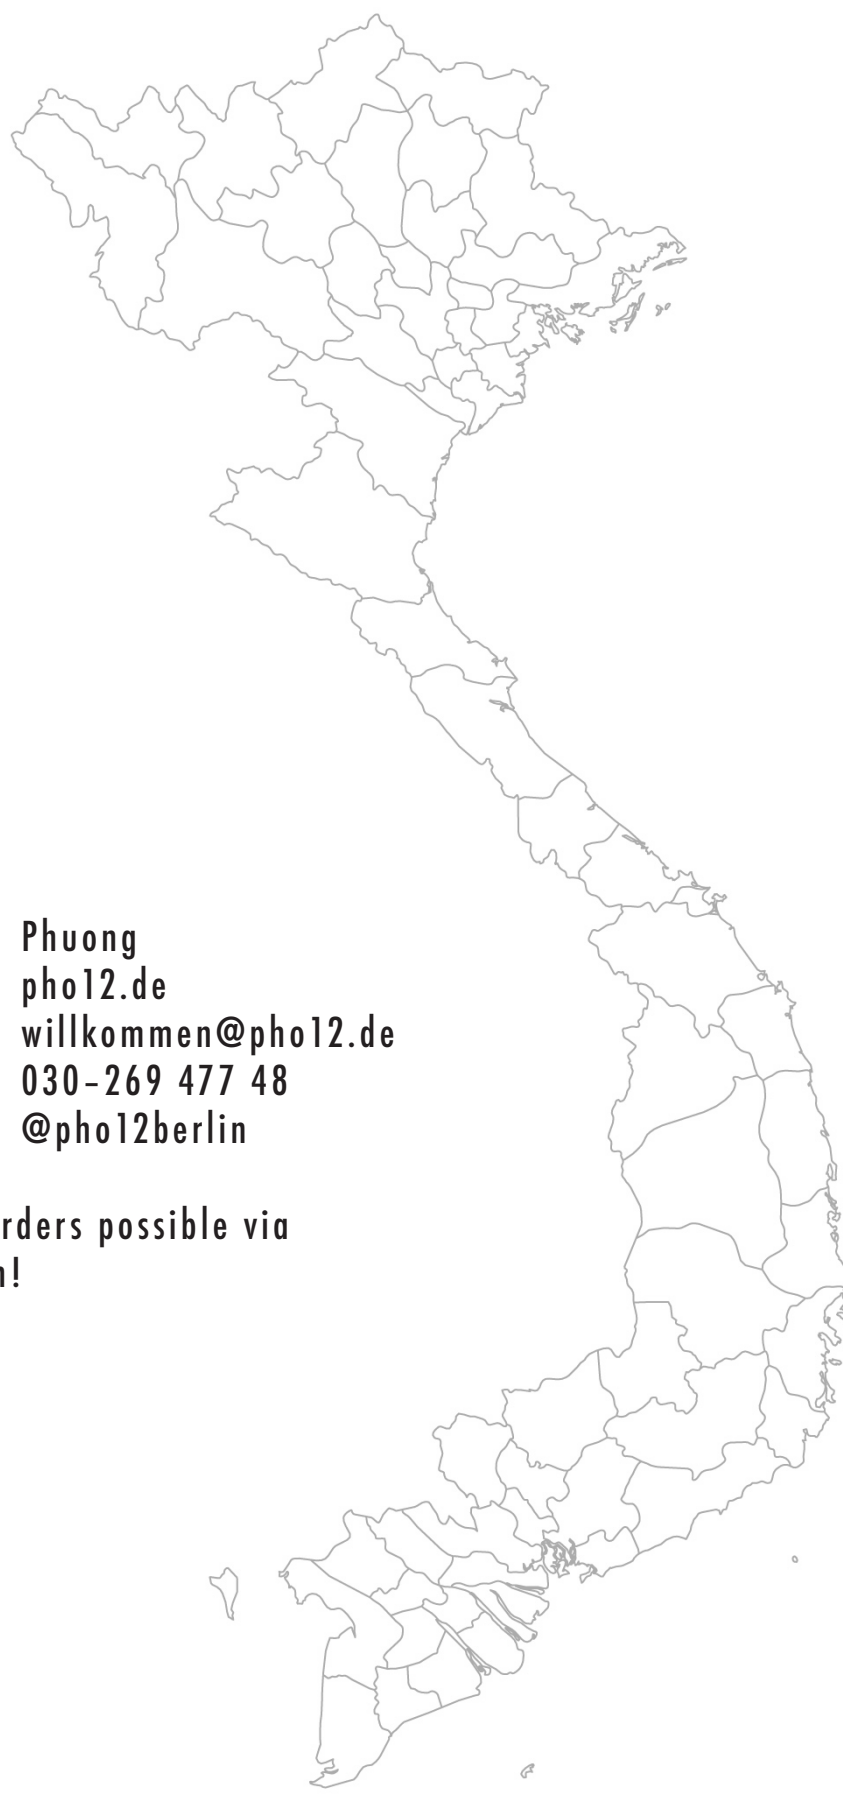 Phuong
pho12.de
willkommen@pho12.de
030–269 477 48
@pho12berlin
rders possible via
!